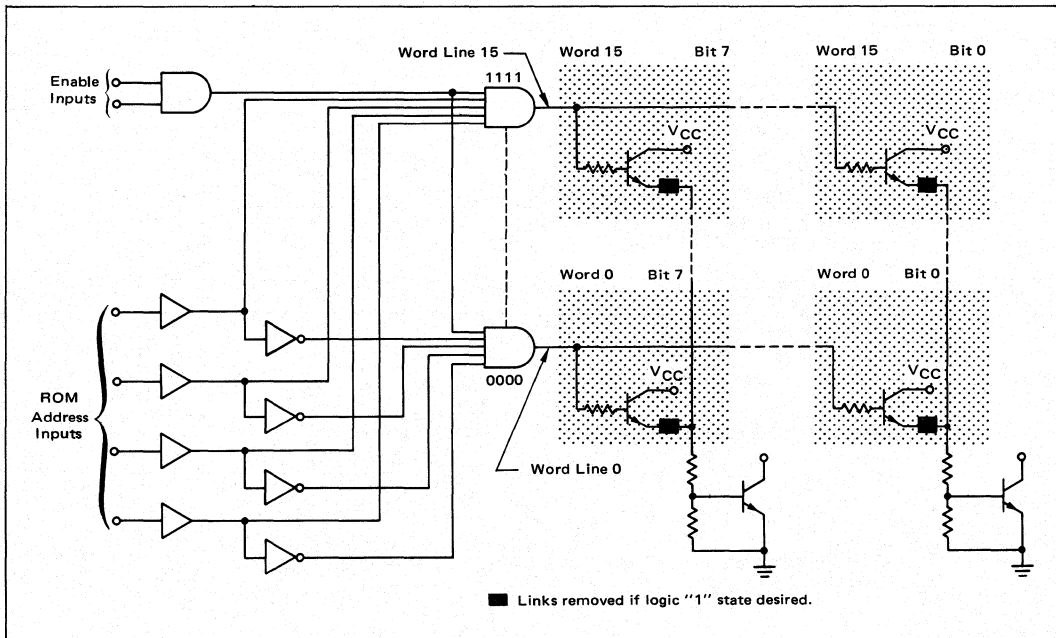 Word Line 15
Word 15 Bit 7
Word 15 Bit 0
Enable
Inputs
1111
VCC
VCC
Word 0 Bit 7
Word 0 Bit 0
0000
VCC
VCC
ROM
Address
Inputs
Word Line 0
Links removed if logic "1" state desired.